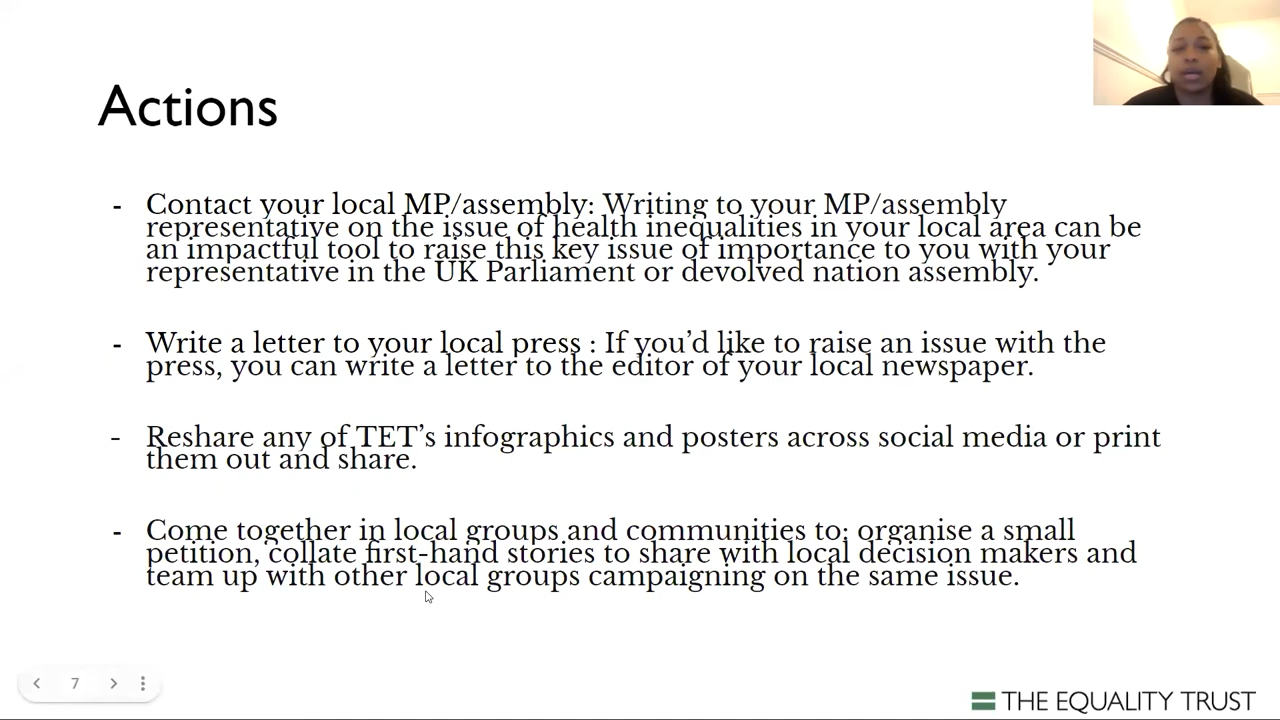 Actions
- Contact your local MP/assembly: Writing to your MP/assembly
representative on the issue of health inequalities in your local area can be
an impactful tool to raise this key issue of importance to you with your
representative in the UK Parliament or devolved nation assembly.
- Write a letter to your local press : If you’d like to raise an issue with the
press, you can write a letter to the editor of your local newspaper.
- Reshare any of TET’s infographics and posters across social media or print
them out and share.
- Come together in local groups and communities to: organise a small
petition, collate first-hand stories to share with local decision makers and
team up with other local groups campaigning on the same issue.
7
THE EQUALITY TRUST